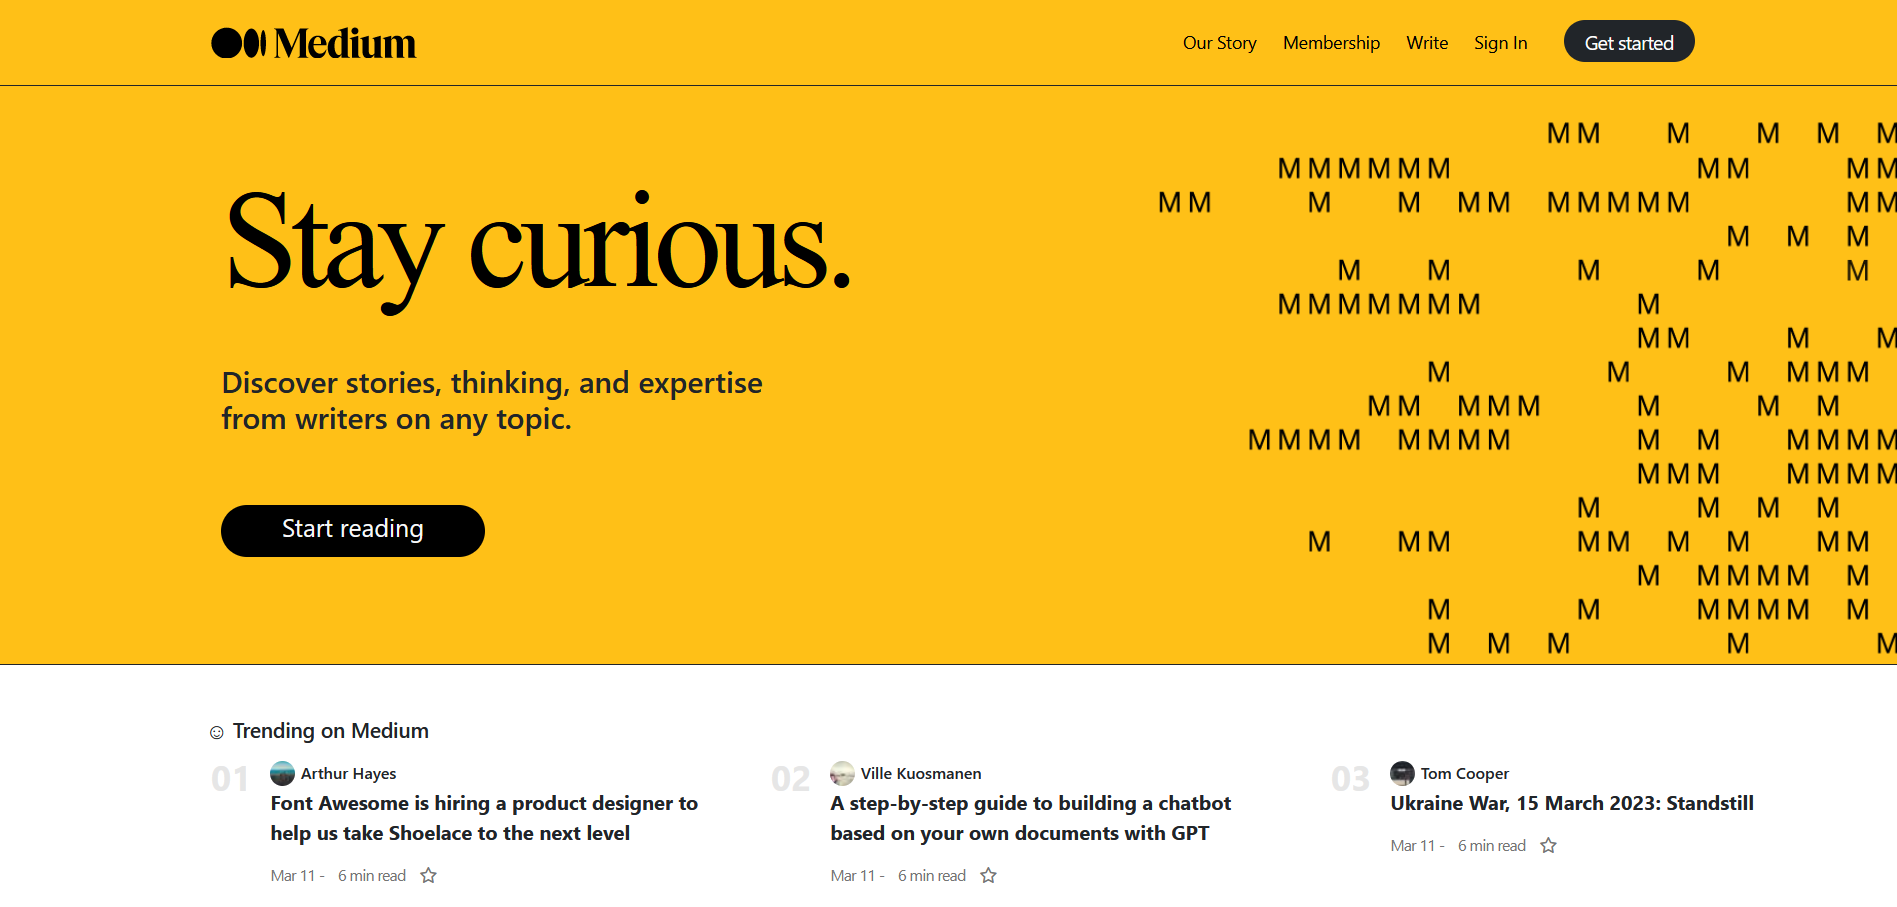 Medium
Our Story Membership Write Sign In Get started
M M M M M M
M M M M M M M M M M
M M M M M M M M M M M M M
M M M
M M M M M
M M M M M M M M
M M M M
M M M M M M
M M M M M M M M
M M M M M M M M M M M M M M
M M M M M M M
M M M M
M M M M M M M M M
M M M M M M
M M M M M M M
M M M M M
Stay curious.
Discover stories, thinking, and expertise
from writers on any topic.
Start reading
Trending on Medium
01
Arthur Hayes
Font Awesome is hiring a product designer to
help us take Shoelace to the next level
Mar 11 - 6 min read
02
Ville Kuosmanen
A step-by-step guide to building a chatbot
based on your own documents with GPT
Mar 11 - 6 min read
03
Tom Cooper
Ukraine War, 15 March 2023: Standstill
Mar 11 - 6 min read